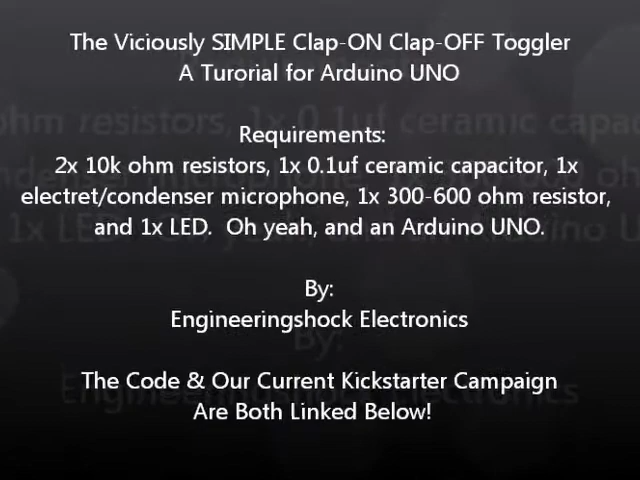 The Viciously SIMPLE Clap-ON Clap-OFF Toggler
A Turorial for Arduino UNO
Requirements:
2x 10k ohm resistors, 1x 0.1uf ceramic capacitor, 1x
electret/condenser microphone, 1x 300-600 ohm resistor,
and 1x LED. Oh yeah, and an Arduino UNO.
By:
Engineeringshock Electronics
The Code & Our Current Kickstarter Campaign
Are Both Linked Below!